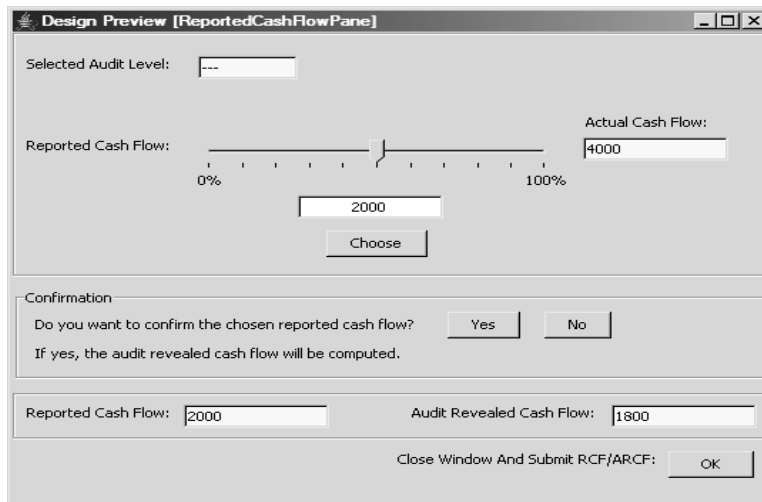 Design Preview [ReportedCashFlowPane]
Selected Audit Level: ---
Actual Cash Flow:
Reported Cash Flow: 4000
0% 100%
2000
Choose
Confirmation
Do you want to confirm the chosen reported cash flow? Yes No
If yes, the audit revealed cash flow will be computed.
Reported Cash Flow: 2000 Audit Revealed Cash Flow: 1800
Close Window And Submit RCF/ARCF: OK